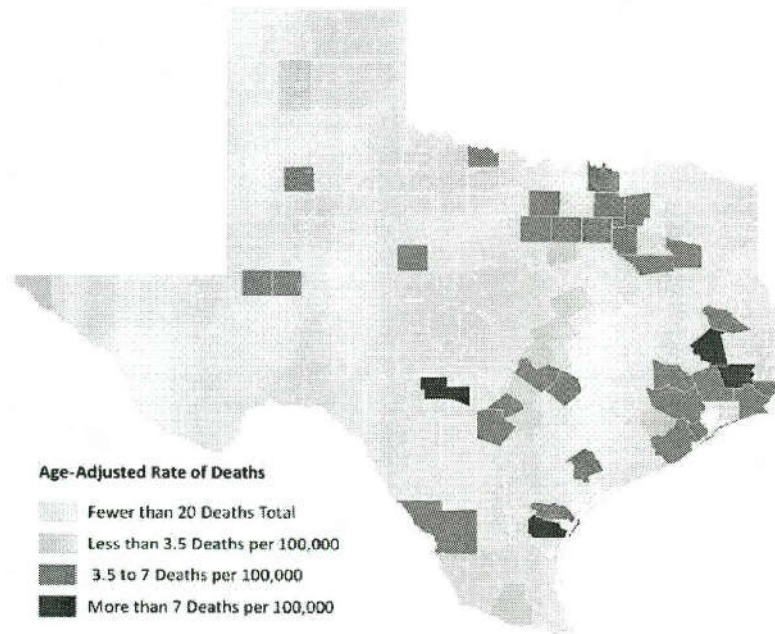 Age-Adjusted Rate of Deaths
Fewer than 20 Deaths Total
Less than 3.5 Deaths per 100,000
3.5 to 7 Deaths per 100,000
More than 7 Deaths per 100,000